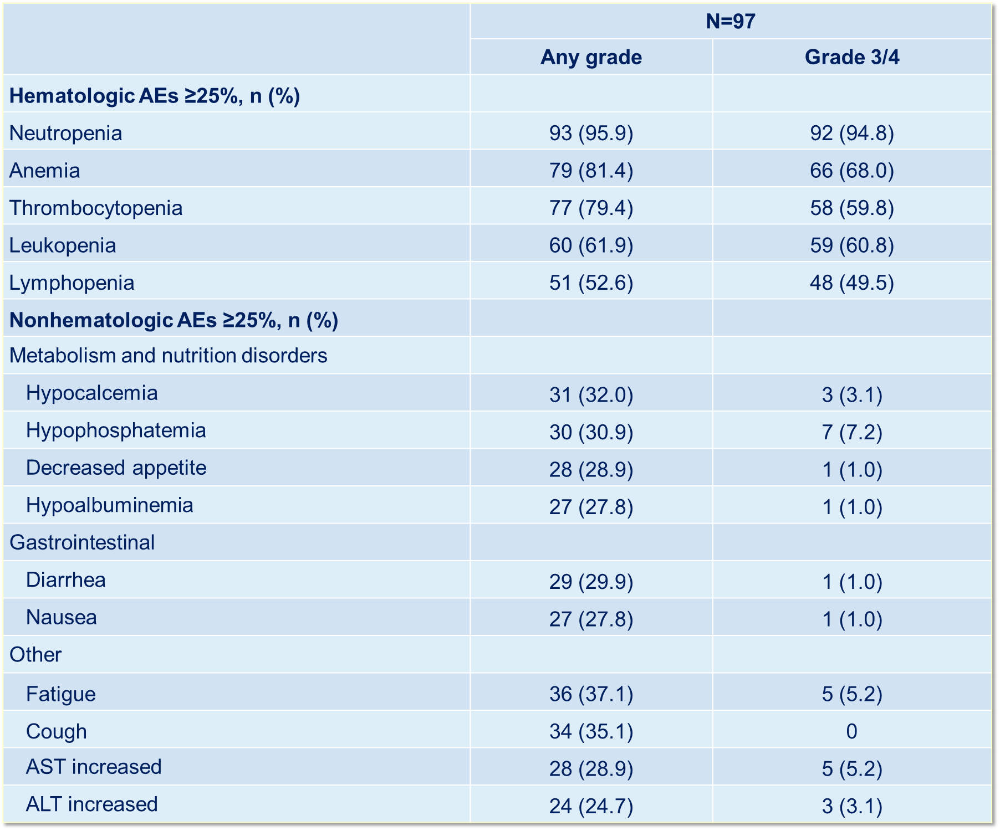 N=97
Any grade Grade 3/4
Hematologic AEs ≥25%, n (%)
Neutropenia 93 (95.9) 92 (94.8)
Anemia 79 (81.4) 66 (68.0)
Thrombocytopenia 77 (79.4) 58 (59.8)
Leukopenia 60 (61.9) 59 (60.8)
Lymphopenia 51 (52.6) 48 (49.5)
Nonhematologic AEs ≥25%, n (%)
Metabolism and nutrition disorders
Hypocalcemia 31 (32.0) 3 (3.1)
Hypophosphatemia 30 (30.9) 7 (7.2)
Decreased appetite 28 (28.9) 1 (1.0)
Hypoalbuminemia 27 (27.8) 1 (1.0)
Gastrointestinal
Diarrhea 29 (29.9) 1 (1.0)
Nausea 27 (27.8) 1 (1.0)
Other
Fatigue 36 (37.1) 5 (5.2)
Cough 34 (35.1) 0
AST increased 28 (28.9) 5 (5.2)
ALT increased 24 (24.7) 3 (3.1)